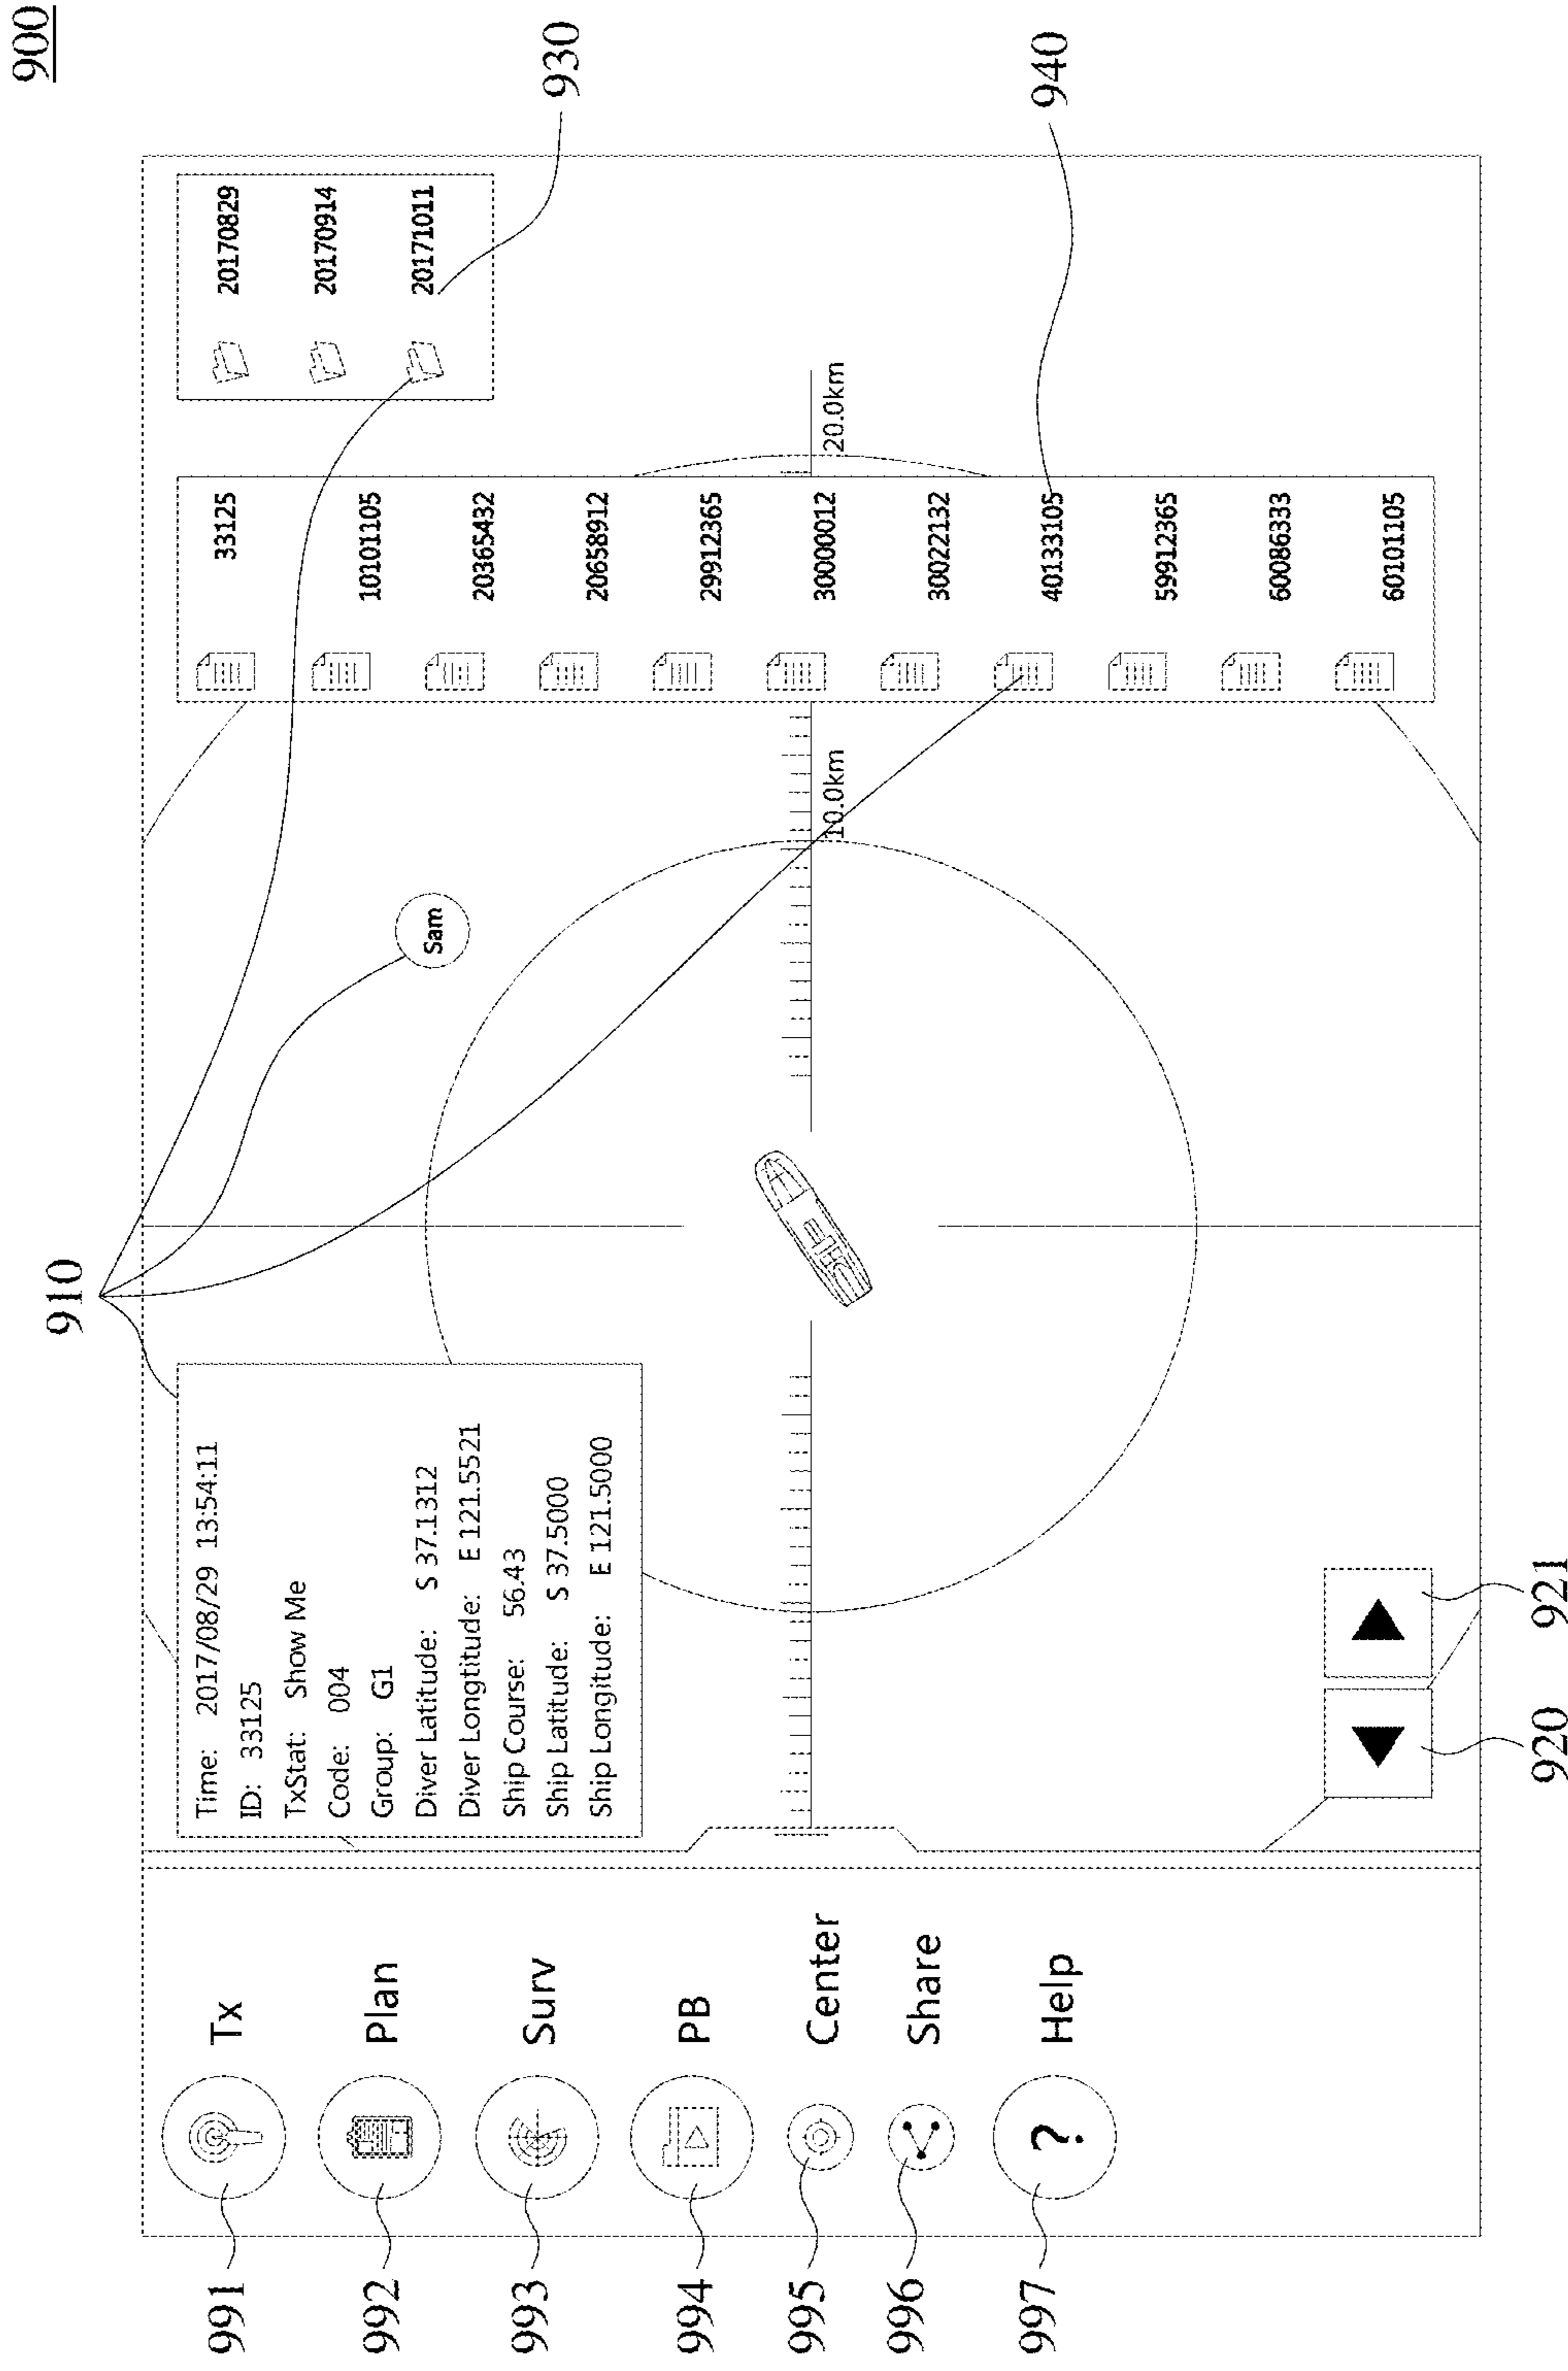 900
910
991
Tx
992
Plan
993
Surv
994
PB
995
Center
996
Share
997
Help
Time: 2017/08/29 13:54:11
ID: 33125
TxStat: Show Me
Code: 004
Group: G1
Diver Latitude: S 37.1312
Diver Longtitude: E 121.5521
Ship Course: 56.43
Ship Latitude: S 37.5000
Ship Longitude: E 121.5000
Sam
10.0km
20.0km
33125
10101105
20365432
20658912
29912365
30000012
30022132
40133105
59912365
60086333
60101105
20170829
20170914
20171011
930
940
920
921